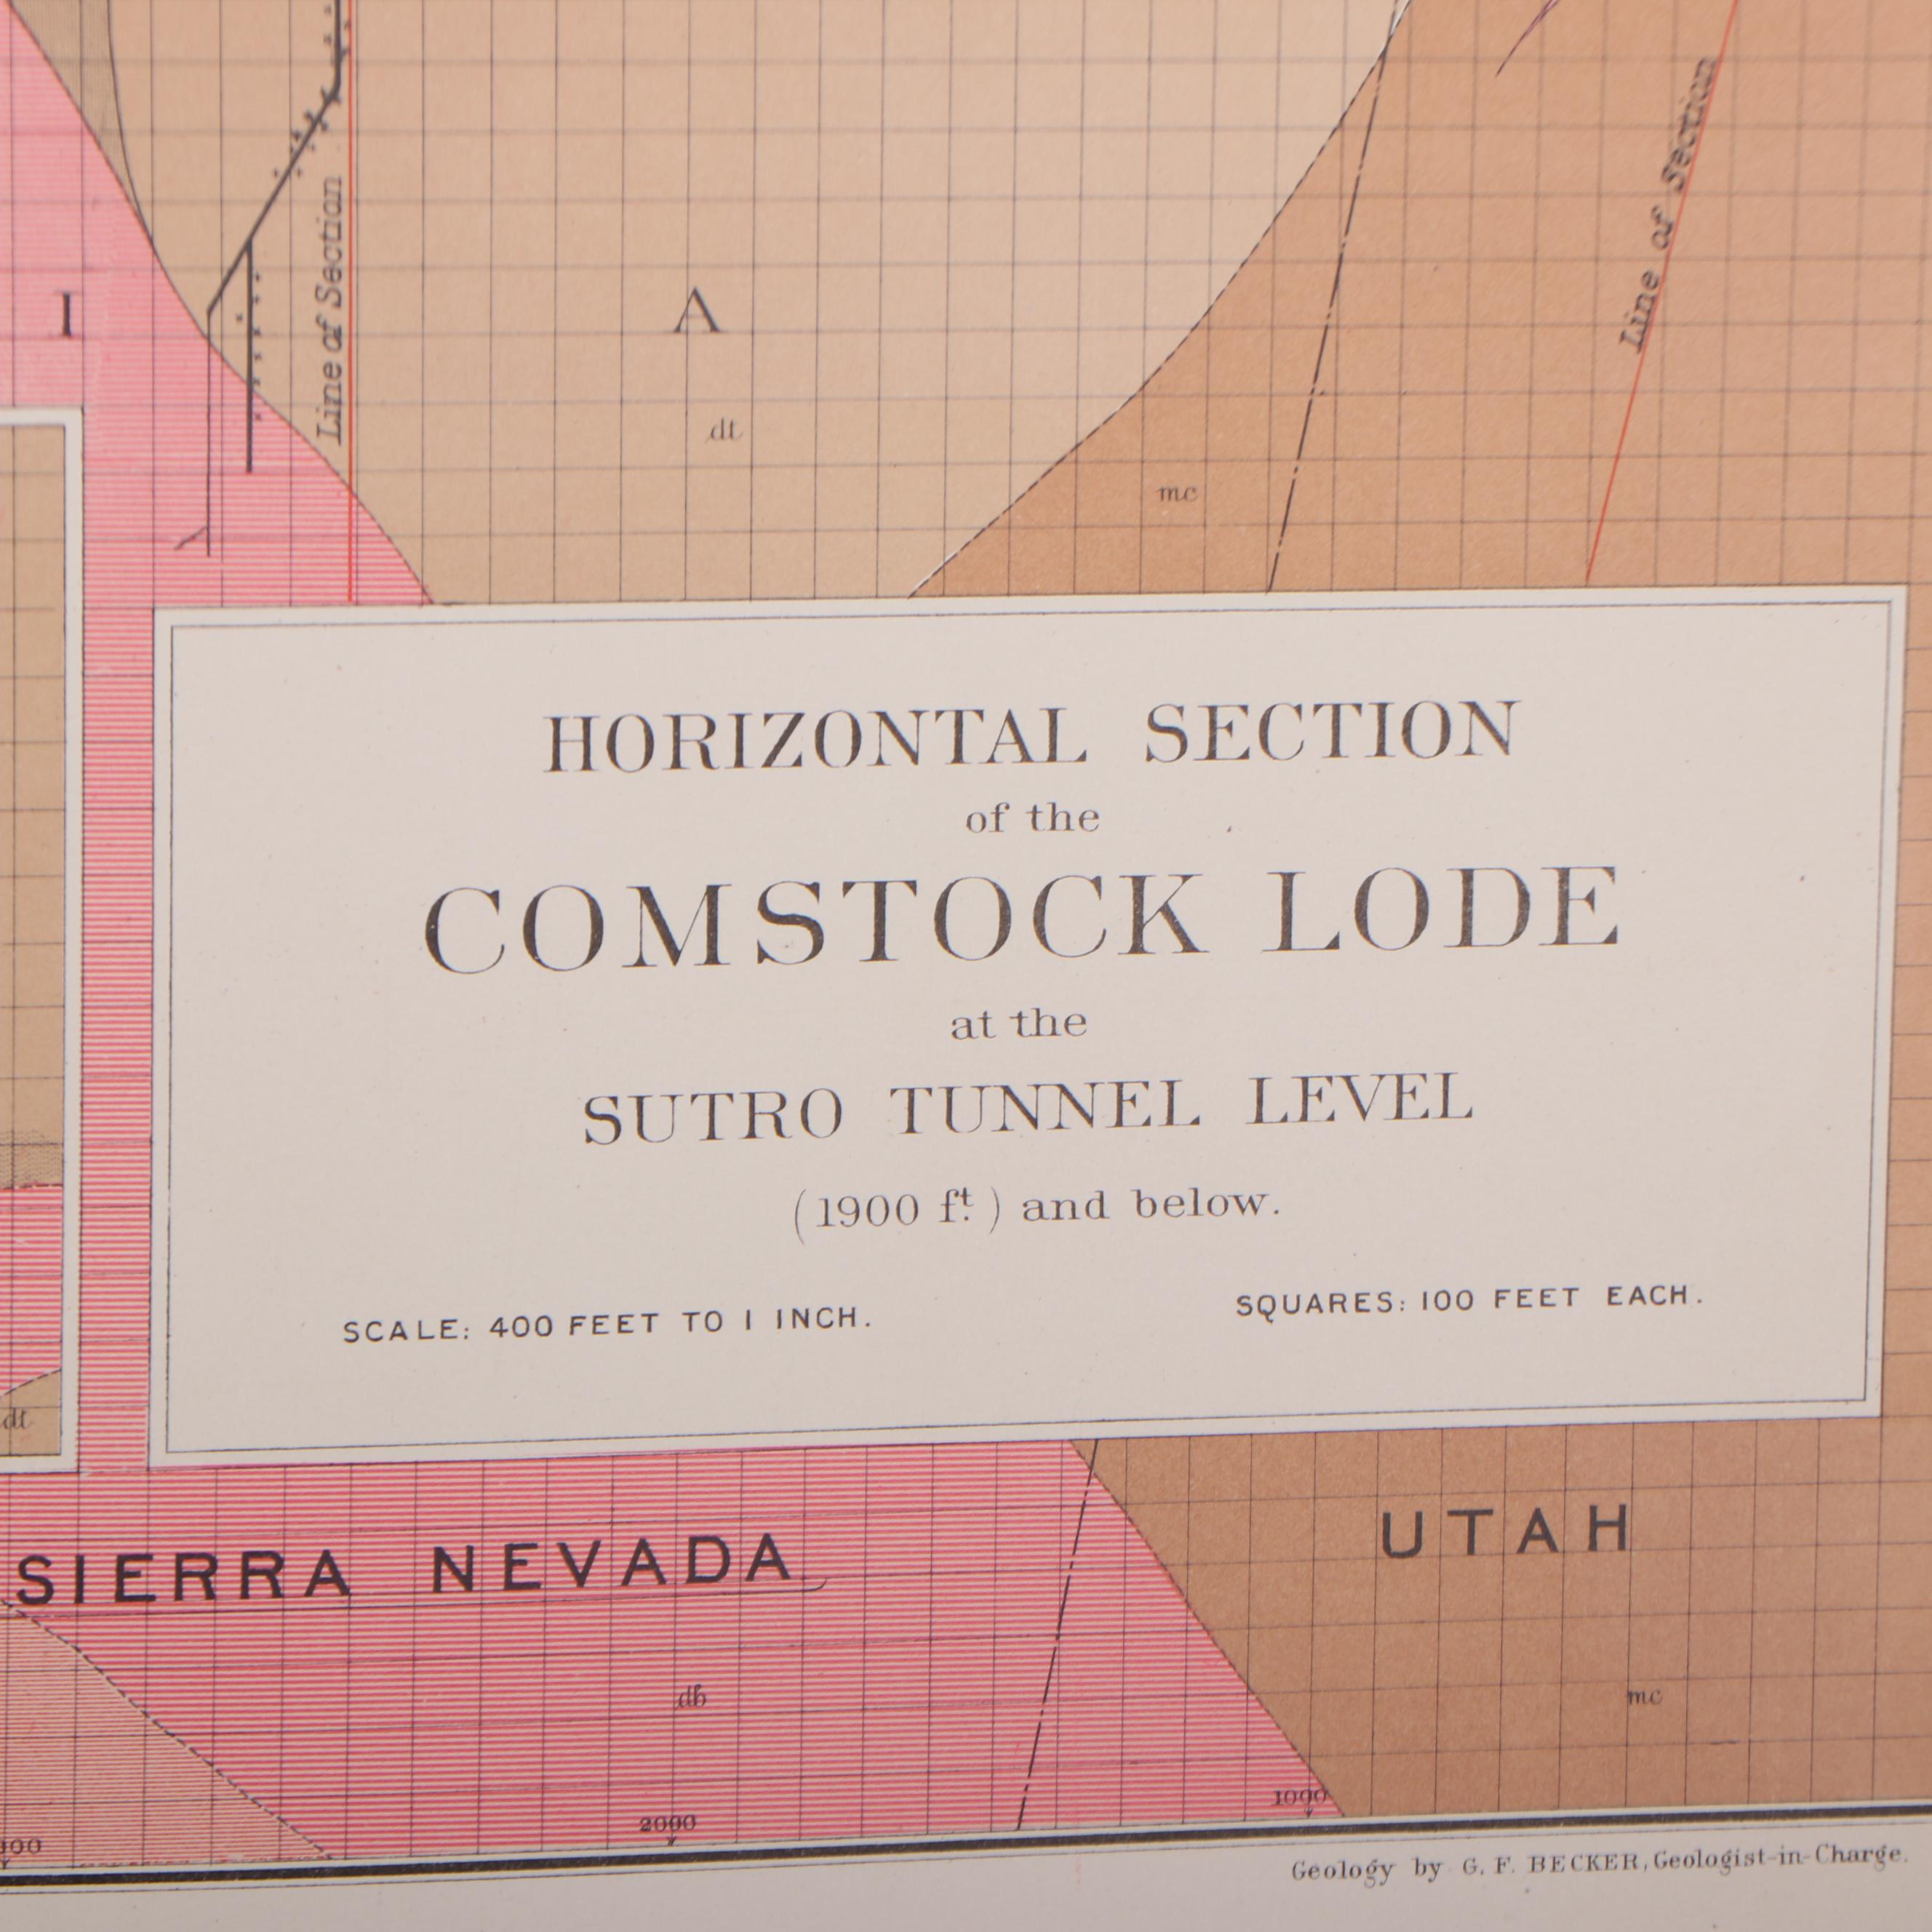 Line of Section
Line of Section
I
A
dt
mc
HORIZONTAL SECTION
of the
COMSTOCK LODE
at the
SUTRO TUNNEL LEVEL
(1900 ft.) and below.
SCALE: 400 FEET TO 1 INCH.
SQUARES: 100 FEET EACH.
dt
SIERRA NEVADA
UTAH
db
mc
1000
2000
Geology by G. F. BECKER, Geologist-in-Charge.